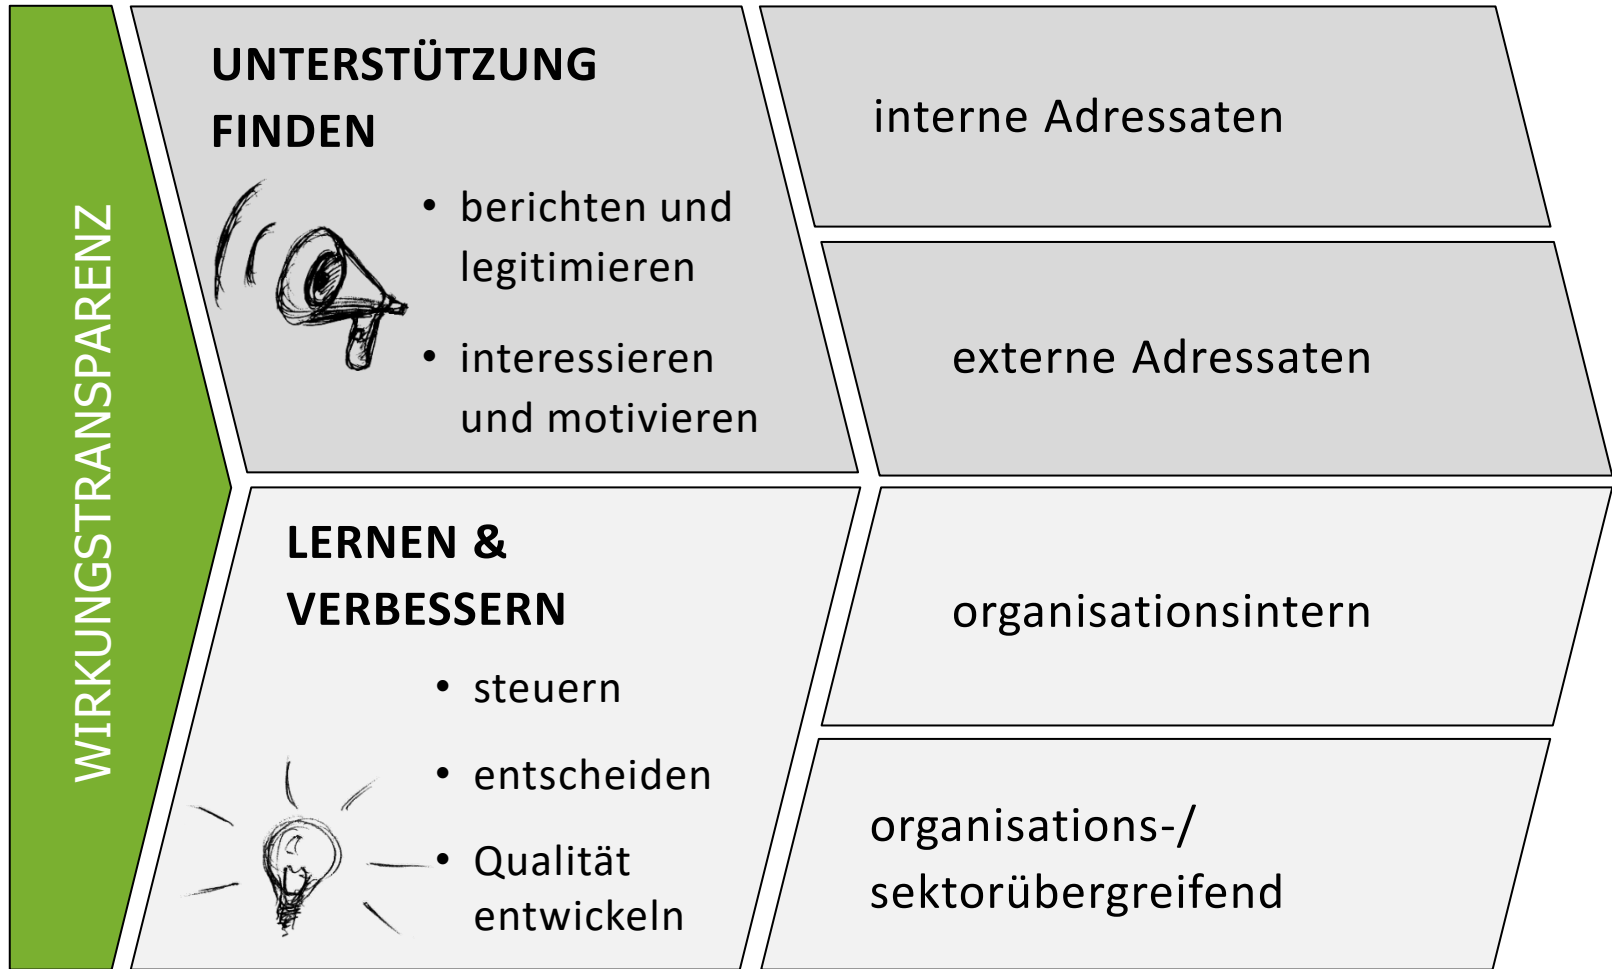 WIRKUNGSTRANSPARENZ
UNTERSTÜTZUNG
FINDEN
• berichten und
legitimieren
• interessieren
und motivieren
interne Adressaten
externe Adressaten
LERNEN &
VERBESSERN
• steuern
• entscheiden
• Qualität
entwickeln
organisationsintern
organisations-/
sektorübergreifend